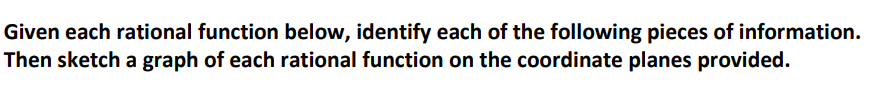 Given each rational function below, identify each of the following pieces of information.
Then sketch a graph of each rational function on the coordinate planes provided.